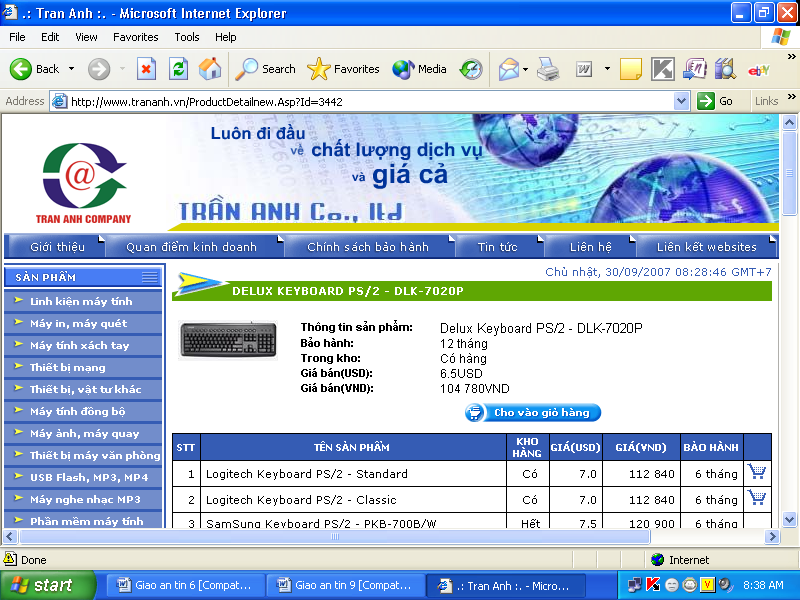 .: Tran Anh :. - Microsoft Internet Explorer
File Edit View Favorites Tools Help
Back Search Favorites Media
Address http://www.trananh.vn/ProductDetailnew.Asp?Id=3442 Go Links
Luôn đi đầu
về chất lượng dịch vụ
và giá cả
TRẦN ANH Co., ltd
TRAN ANH COMPANY
Giới thiệu Quan điểm kinh doanh Chính sách bảo hành Tin tức Liên hệ Liên kết websites
Chủ nhật, 30/09/2007 08:28:46 GMT+7
SẢN PHẨM
Linh kiện máy tính
Máy in, máy quét
Máy tính xách tay
Thiết bị mạng
Thiết bị, vật tư khác
Máy tính đồng bộ
Máy ảnh, máy quay
Thiết bị máy văn phòng
USB Flash, MP3, MP4
Máy nghe nhạc MP3
Phần mềm máy tính
DELUX KEYBOARD PS/2 - DLK-7020P
Thông tin sản phẩm: Delux Keyboard PS/2 - DLK-7020P
Bảo hành: 12 tháng
Trong kho: Có hàng
Giá bán(USD): 6.5USD
Giá bán(VND): 104 780VND
Cho vào giỏ hàng
STT TÊN SẢN PHẨM KHO HÀNG GIÁ(USD) GIÁ(VND) BẢO HÀNH
1 Logitech Keyboard PS/2 - Standard Có 7.0 112 840 6 tháng
2 Logitech Keyboard PS/2 - Classic Có 7.0 112 840 6 tháng
3 SamSung Keyboard PS/2 - PKB-700B/W Hết 7.5 120 900 6 tháng
Done Internet
start Giao an tin 6 [Compat... Giao an tin 9 [Compat... .: Tran Anh :. - Micro... 8:38 AM